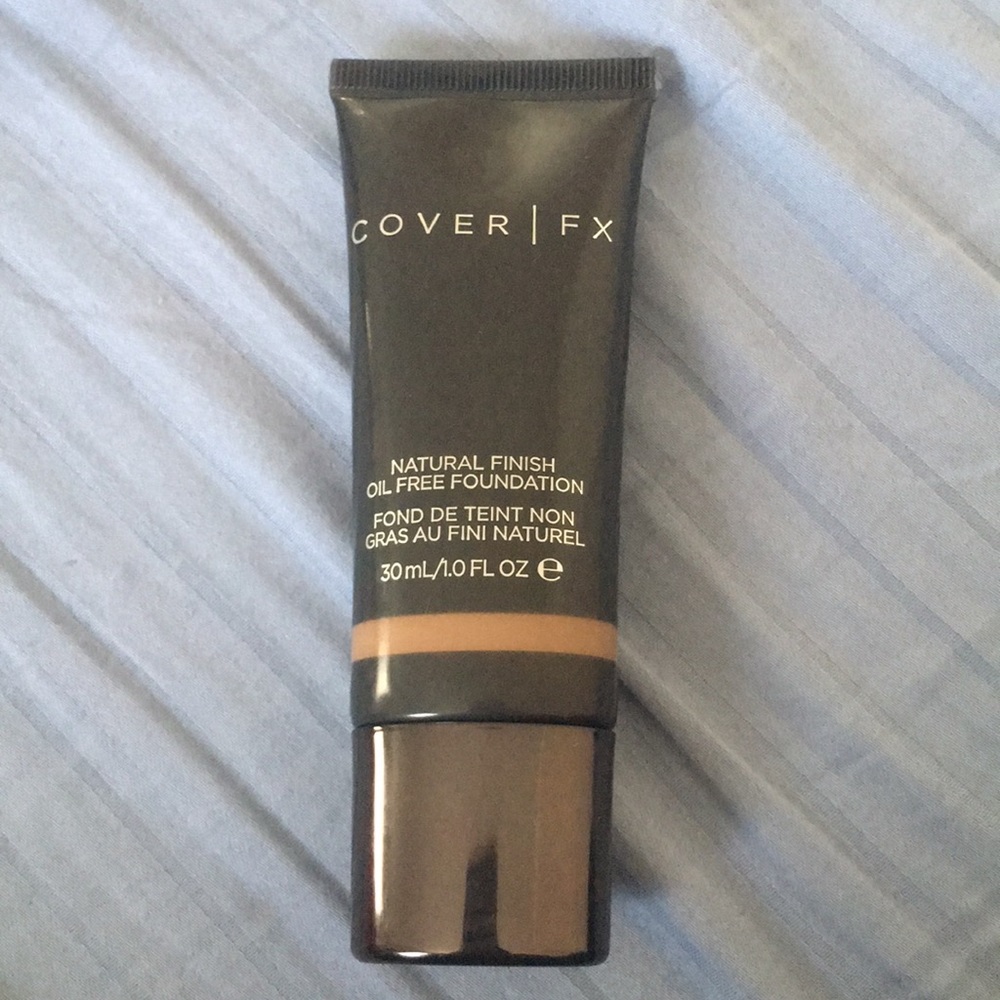 COVER | FX
NATURAL FINISH
OIL FREE FOUNDATION
FOND DE TEINT NON
GRAS AU FINI NATUREL
30 mL/1.0 FL OZ ℮